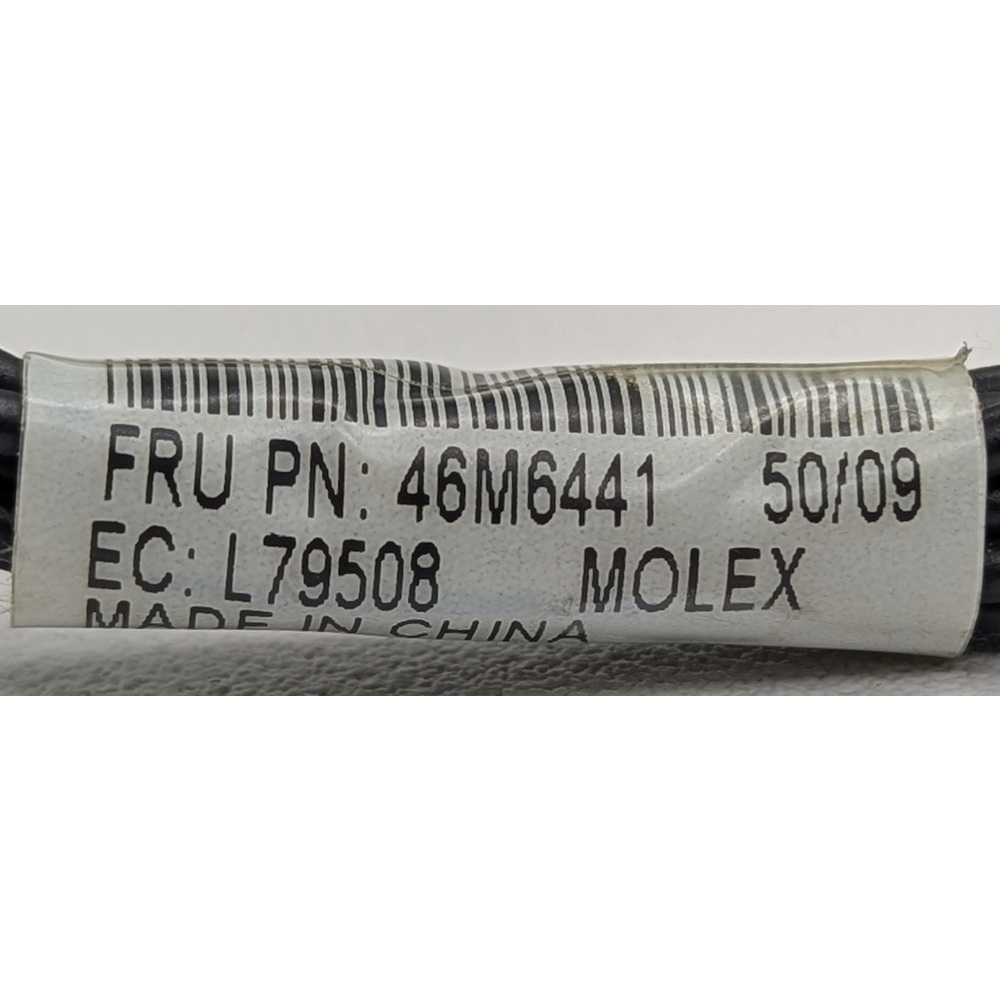 FRU PN: 46M6441 50/09
EC: L79508 MOLEX
MADE IN CHINA